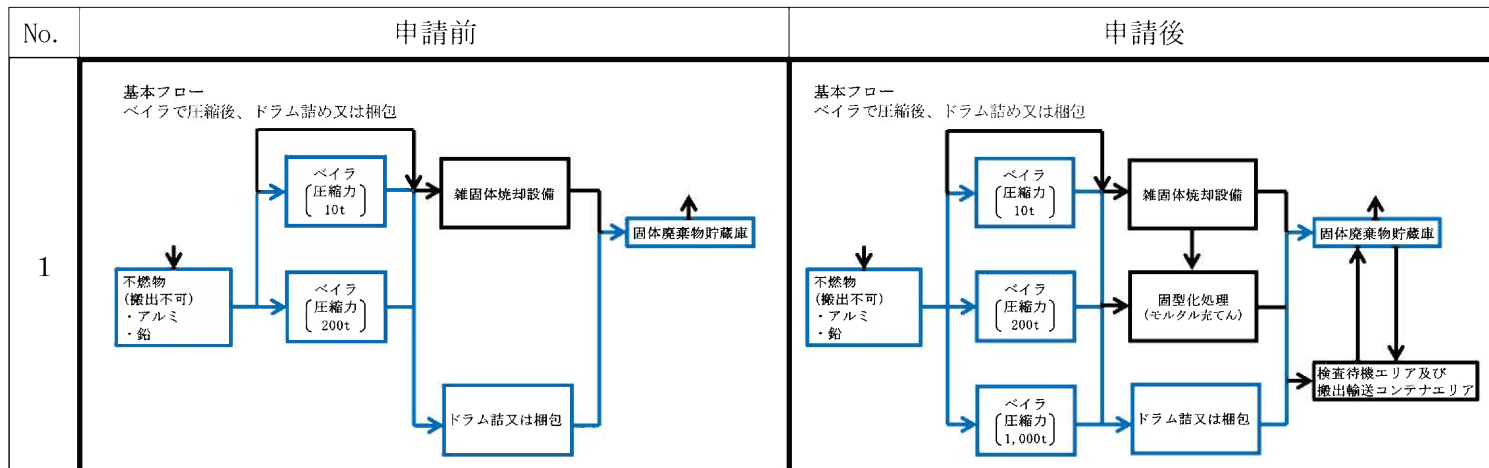 No.
申請前
申請後
1
基本フロー
ベイラで圧縮後、ドラム詰め又は梱包
ベイラ
圧縮力
10t
雑固体焼却設備
固体廃棄物貯蔵庫
不燃物
(搬出不可)
・アルミ
・鉛
ベイラ
圧縮力
200t
ドラム詰又は梱包
基本フロー
ベイラで圧縮後、ドラム詰め又は梱包
ベイラ
圧縮力
10t
雑固体焼却設備
固体廃棄物貯蔵庫
不燃物
(搬出不可)
・アルミ
・鉛
ベイラ
圧縮力
200t
固型化処理
(モルタル充てん)
検査待機エリア及び
搬出輸送コンテナエリア
ベイラ
圧縮力
1,000t
ドラム詰又は梱包